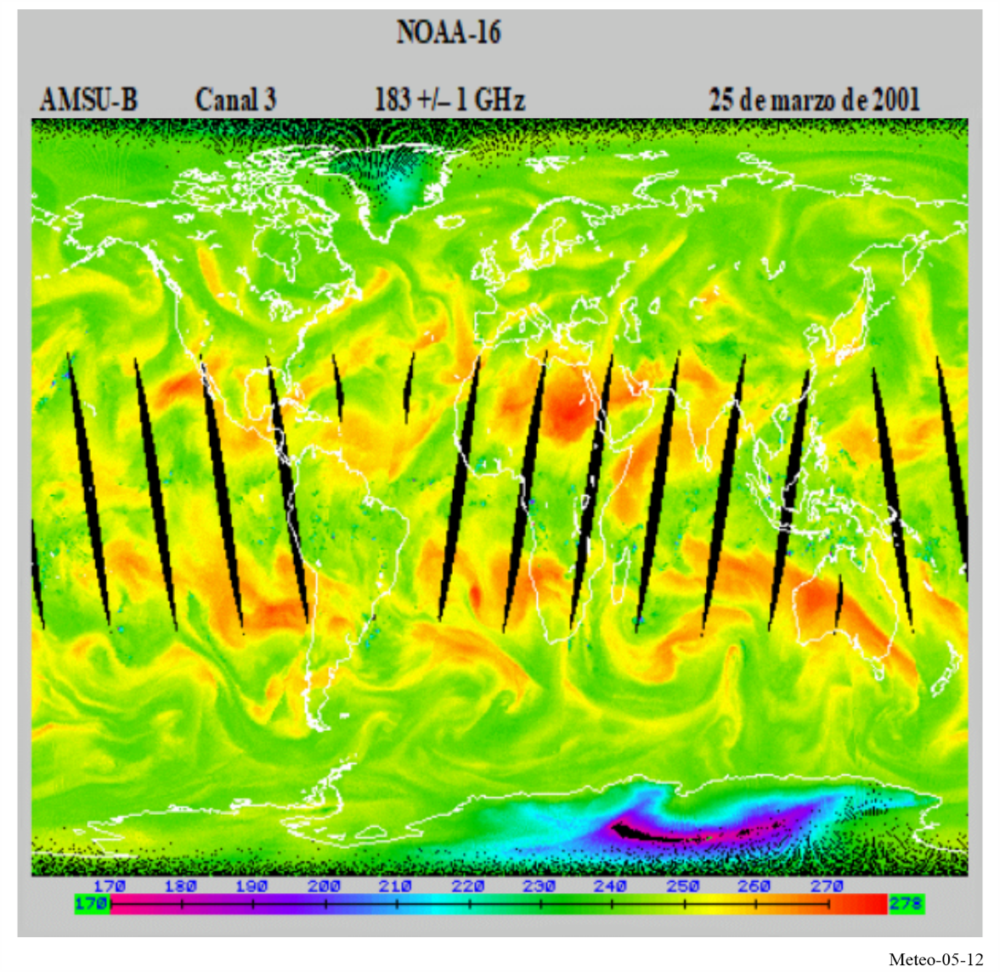 NOAA-16
AMSU-B Canal 3 183 +/– 1 GHz 25 de marzo de 2001
170 180 190 200 210 220 230 240 250 260 270
170 278
Meteo-05-12